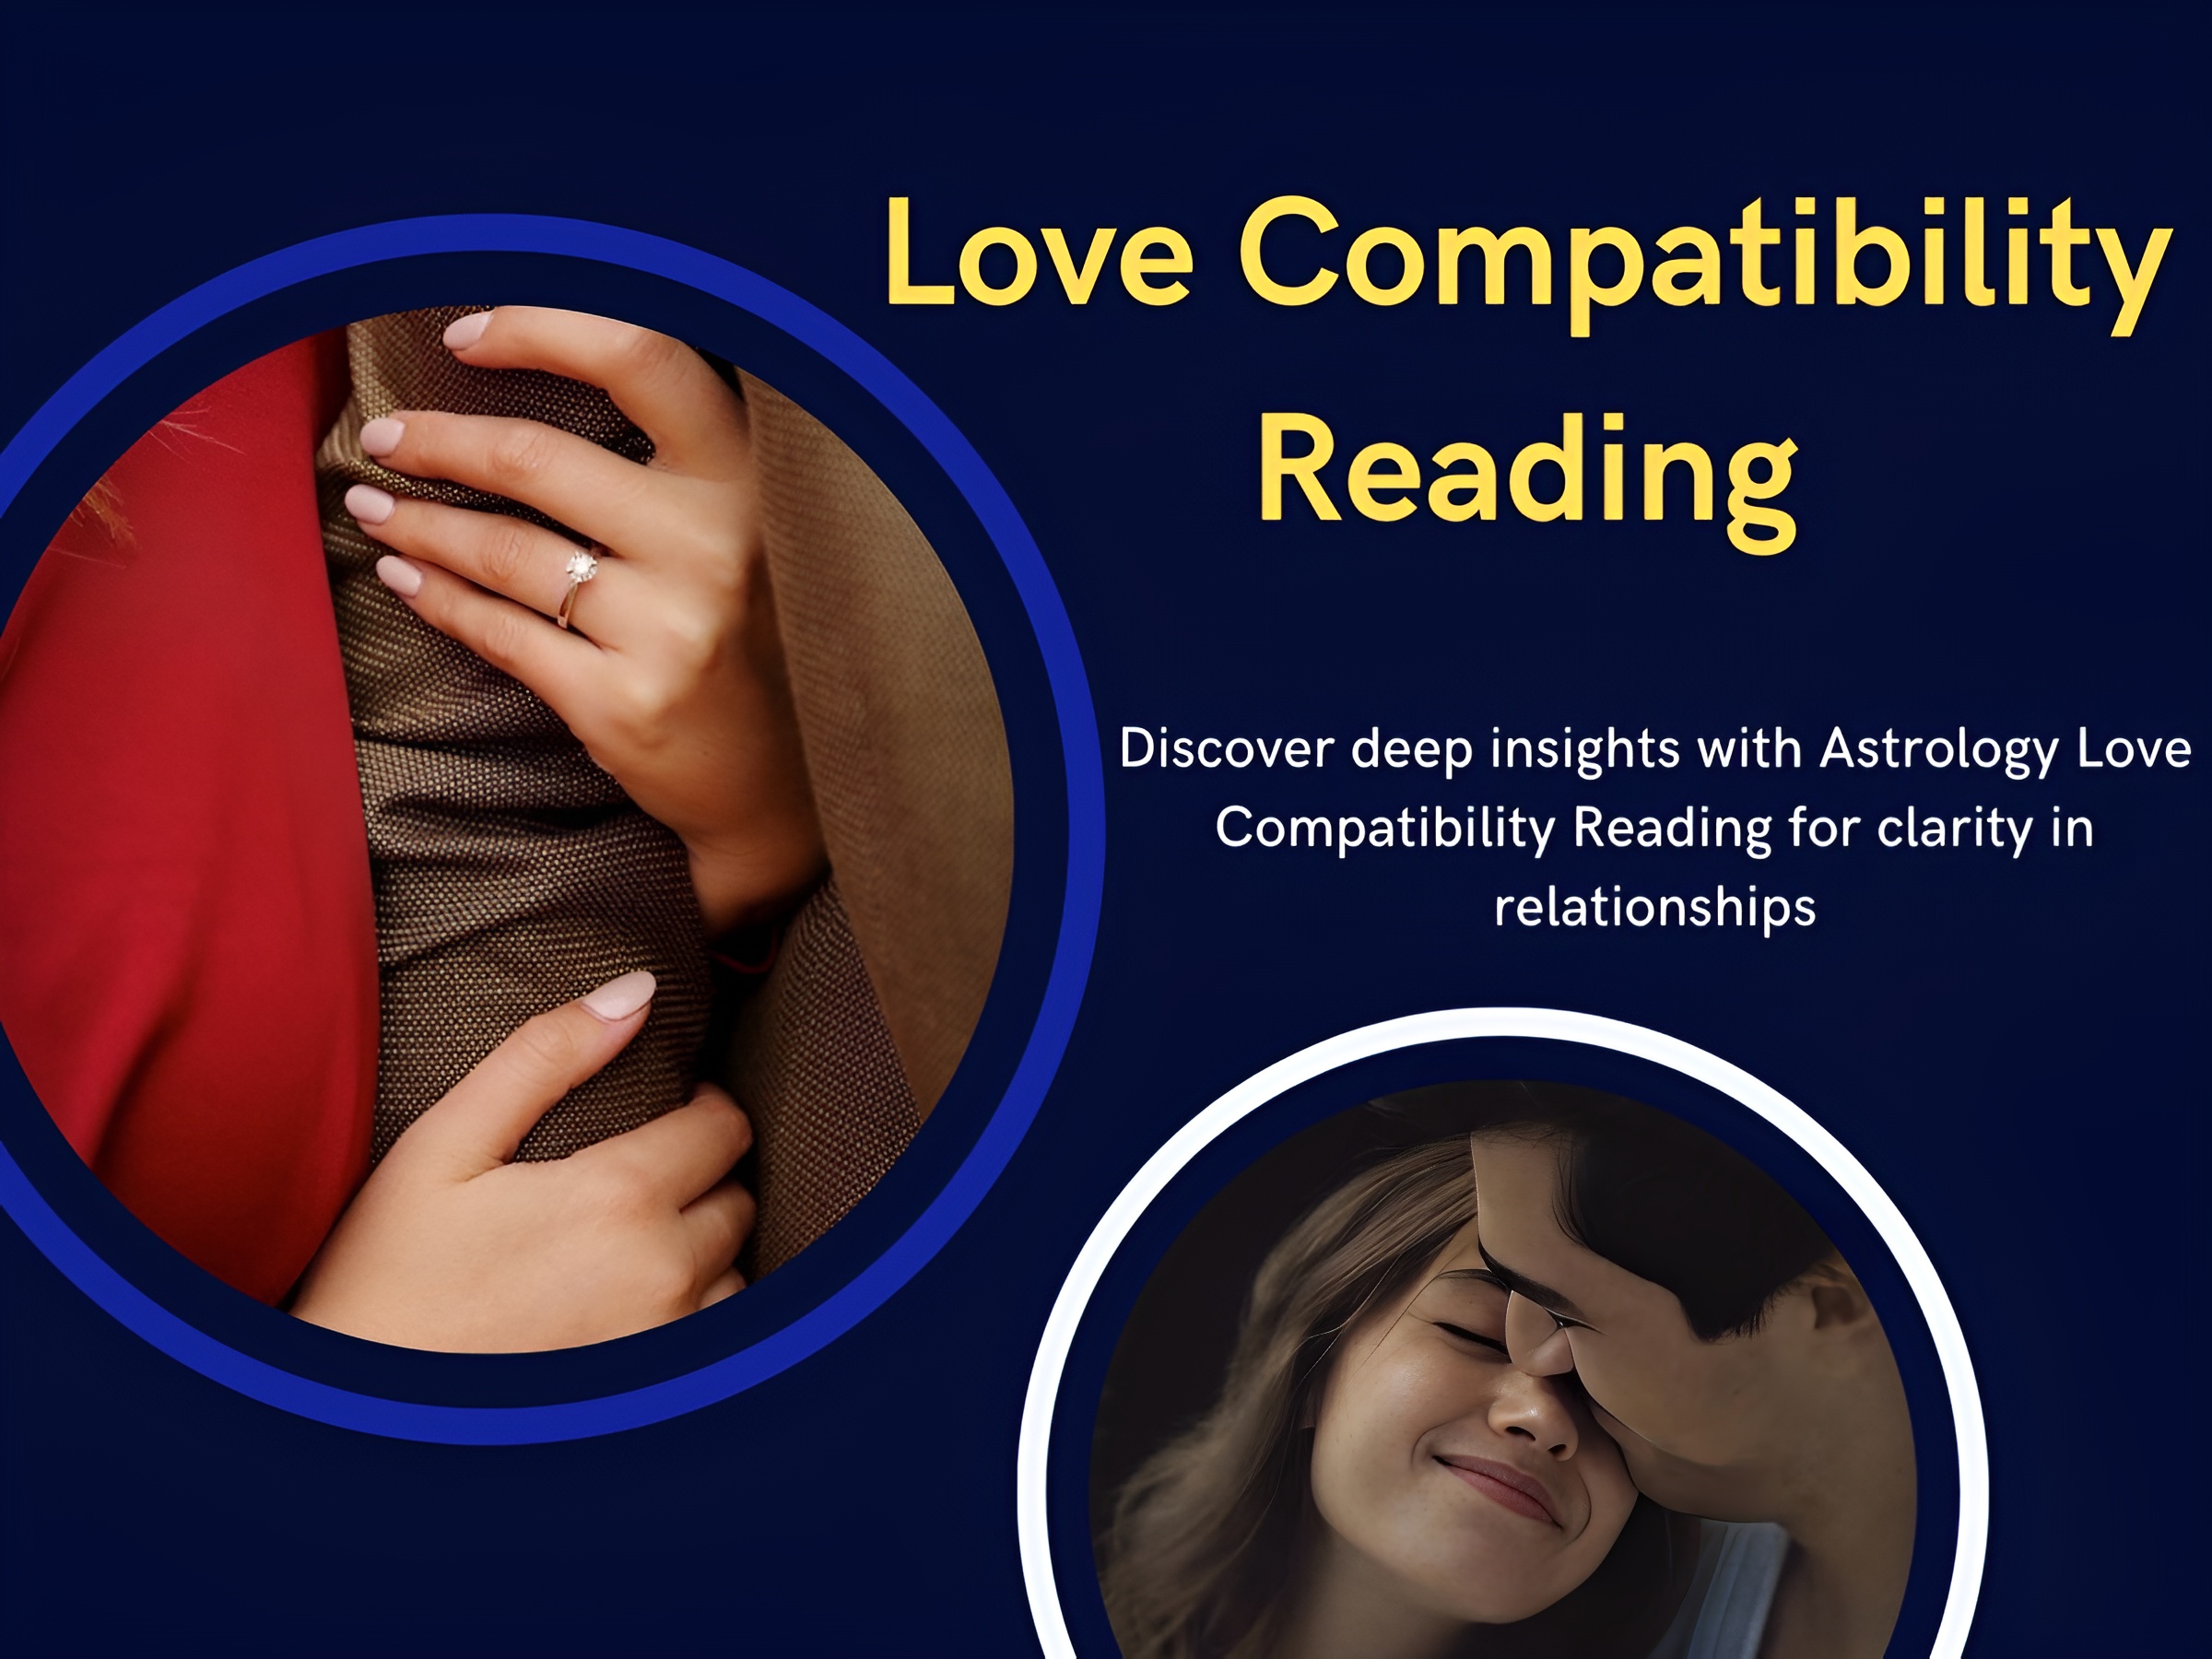 Love Compatibility
Reading
Discover deep insights with Astrology Love
Compatibility Reading for clarity in
relationships